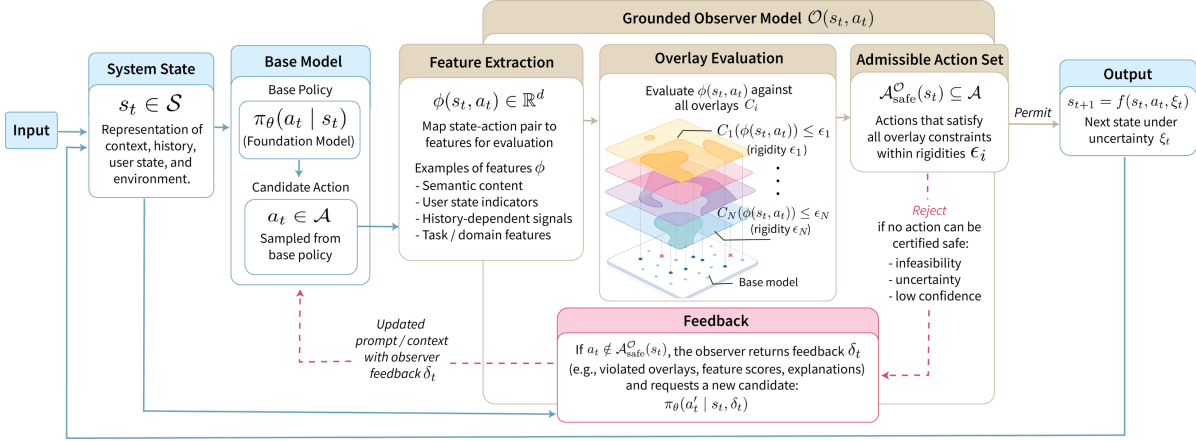 Grounded Observer Model 𝒪(s_t, a_t)
Input
System State
s_t ∈ 𝒮
Representation of
context, history,
user state, and
environment.
Base Model
Base Policy
π_θ(a_t | s_t)
(Foundation Model)
Candidate Action
a_t ∈ 𝒜
Sampled from
base policy
Feature Extraction
ϕ(s_t, a_t) ∈ ℝ^d
Map state-action pair to
features for evaluation
Examples of features ϕ
- Semantic content
- User state indicators
- History-dependent signals
- Task / domain features
Overlay Evaluation
Evaluate ϕ(s_t, a_t) against
all overlays C_i
C_1(ϕ(s_t, a_t)) ≤ ϵ_1
(rigidity ϵ_1)
C_N(ϕ(s_t, a_t)) ≤ ϵ_N
(rigidity ϵ_N)
Base model
Admissible Action Set
𝒜^𝒪_safe(s_t) ⊆ 𝒜
Actions that satisfy
all overlay constraints
within rigidities ϵ_i
Permit
Output
s_{t+1} = f(s_t, a_t, ξ_t)
Next state under
uncertainty ξ_t
Reject
if no action can be
certified safe:
- infeasibility
- uncertainty
- low confidence
Feedback
If a_t ∉ 𝒜^𝒪_safe(s_t), the observer returns feedback δ_t
(e.g., violated overlays, feature scores, explanations)
and requests a new candidate:
π_θ(a′_t | s_t, δ_t)
Updated
prompt / context
with observer
feedback δ_t